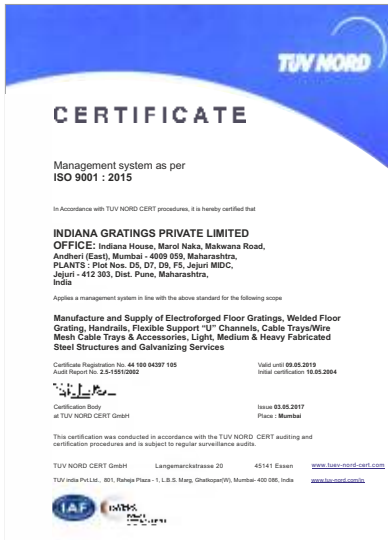 TUV NORD
CERTIFICATE
Management system as per
ISO 9001 : 2015
In Accordance with TUV NORD CERT procedures, it is hereby certified that
INDIANA GRATINGS PRIVATE LIMITED
OFFICE: Indiana House, Marol Naka, Makwana Road,
Andheri (East), Mumbai - 4009 059, Maharashtra,
PLANTS : Plot Nos. D5, D7, D9, F5, Jejuri MIDC,
Jejuri - 412 303, Dist. Pune, Maharashtra,
India
Applies a management system in line with the above standard for the following scope
Manufacture and Supply of Electroforged Floor Gratings, Welded Floor
Grating, Handrails, Flexible Support “U” Channels, Cable Trays/Wire
Mesh Cable Trays & Accessories, Light, Medium & Heavy Fabricated
Steel Structures and Galvanizing Services
Certificate Registration No. 44 100 04397 105 Valid until 09.05.2019
Audit Report No. 2.5-1551/2002 Initial certification 10.05.2004
Certification Body Issue 03.05.2017
at TUV NORD CERT GmbH Place : Mumbai
This certification was conducted in accordance with the TUV NORD CERT auditing and
certification procedures and is subject to regular surveillance audits.
TUV NORD CERT GmbH Langemarckstrasse 20 45141 Essen www.tuev-nord-cert.com
TUV india Pvt.Ltd., 801, Raheja Plaza - 1, L.B.S. Marg, Ghatkopar(W), Mumbai- 400 086, India www.tuv-nord.com/in
IAF